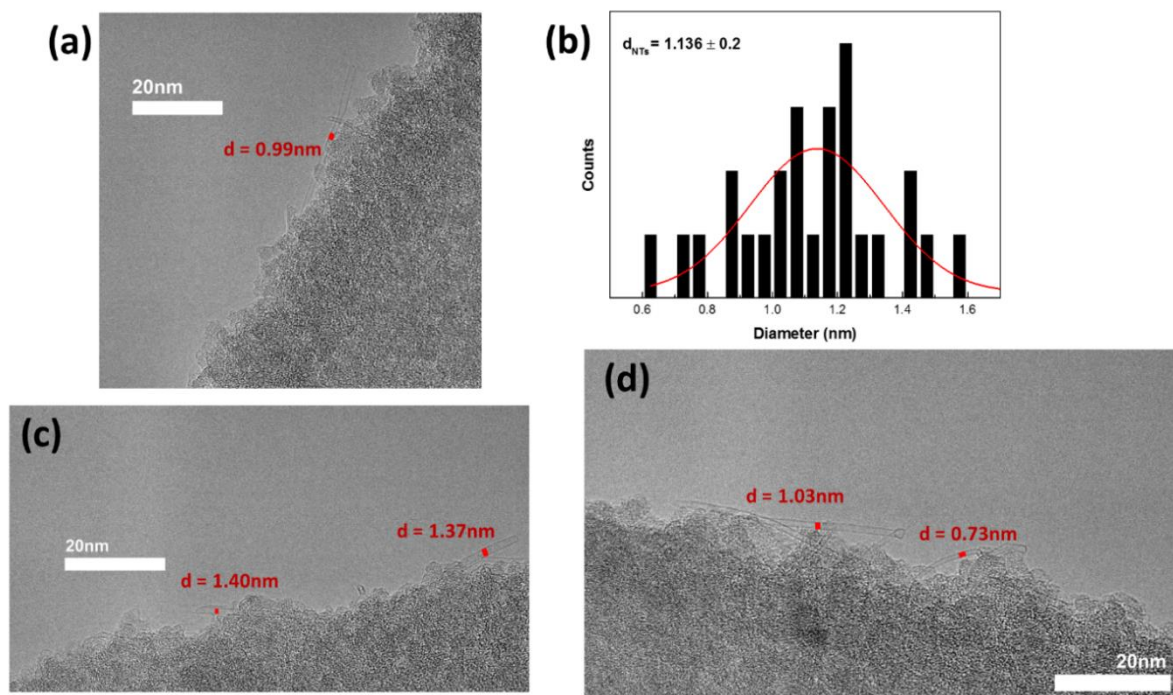 (a)
20nm
d = 0.99nm
(b)
dNTs = 1.136 ± 0.2
Counts
0.6 0.8 1.0 1.2 1.4 1.6
Diameter (nm)
(c)
20nm
d = 1.37nm
d = 1.40nm
(d)
d = 1.03nm
d = 0.73nm
20nm